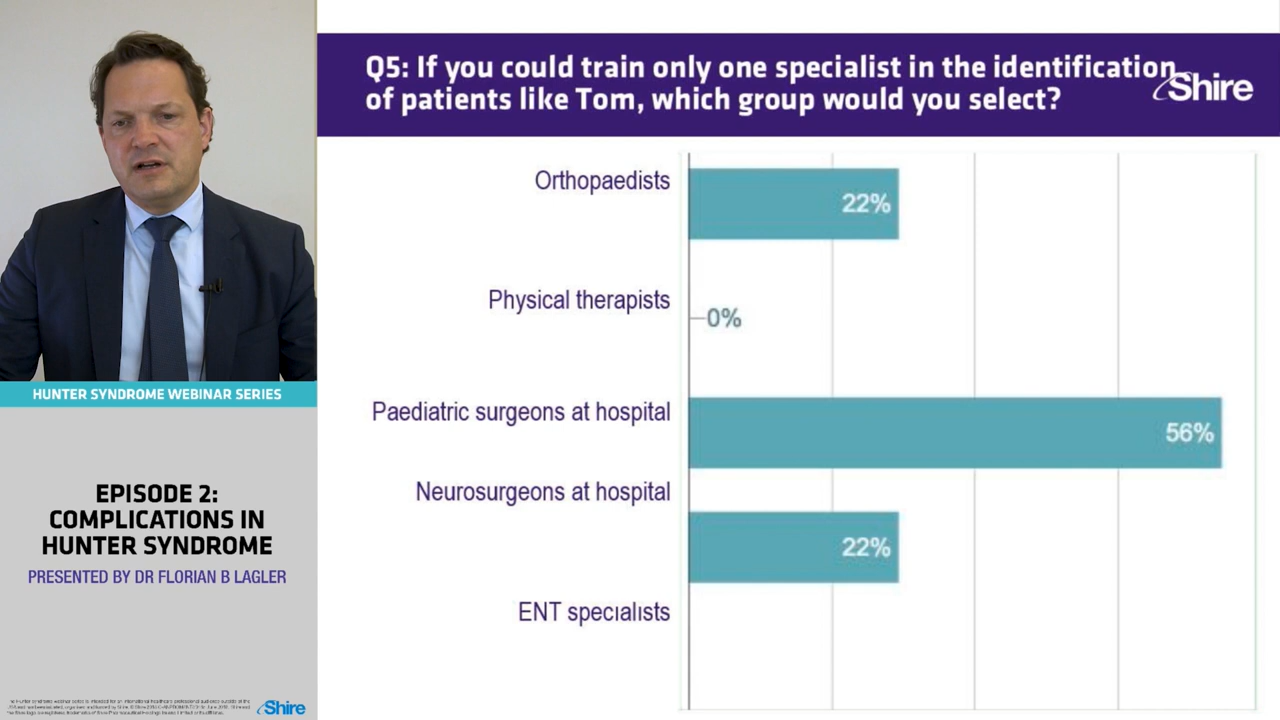 Q5: If you could train only one specialist in the identification
of patients like Tom, which group would you select?
Shire
Orthopaedists
22%
Physical therapists
0%
Paediatric surgeons at hospital
56%
Neurosurgeons at hospital
22%
ENT specialists
HUNTER SYNDROME WEBINAR SERIES
EPISODE 2:
COMPLICATIONS IN
HUNTER SYNDROME
PRESENTED BY DR FLORIAN B LAGLER
Shire